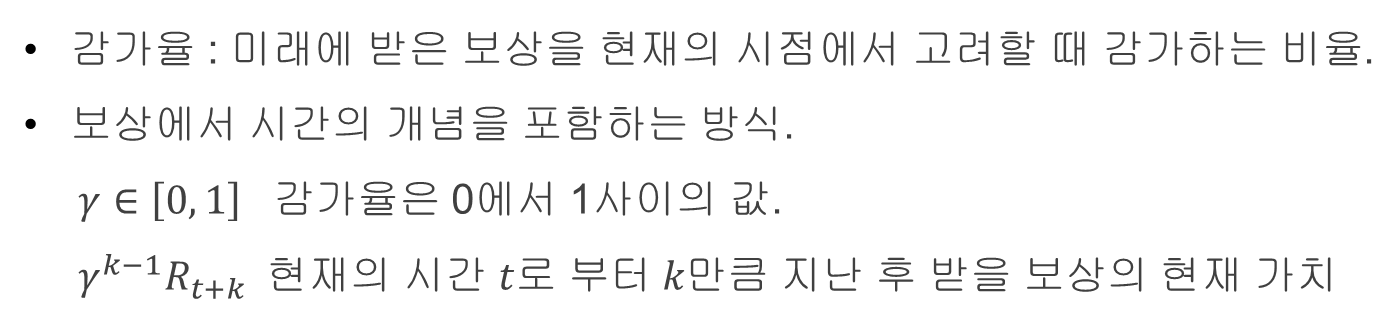 • 감가율 : 미래에 받은 보상을 현재의 시점에서 고려할 때 감가하는 비율.
• 보상에서 시간의 개념을 포함하는 방식.
γ ∈ [0, 1] 감가율은 0에서 1사이의 값.
γ^{k−1}R_{t+k} 현재의 시간 t로 부터 k만큼 지난 후 받을 보상의 현재 가치